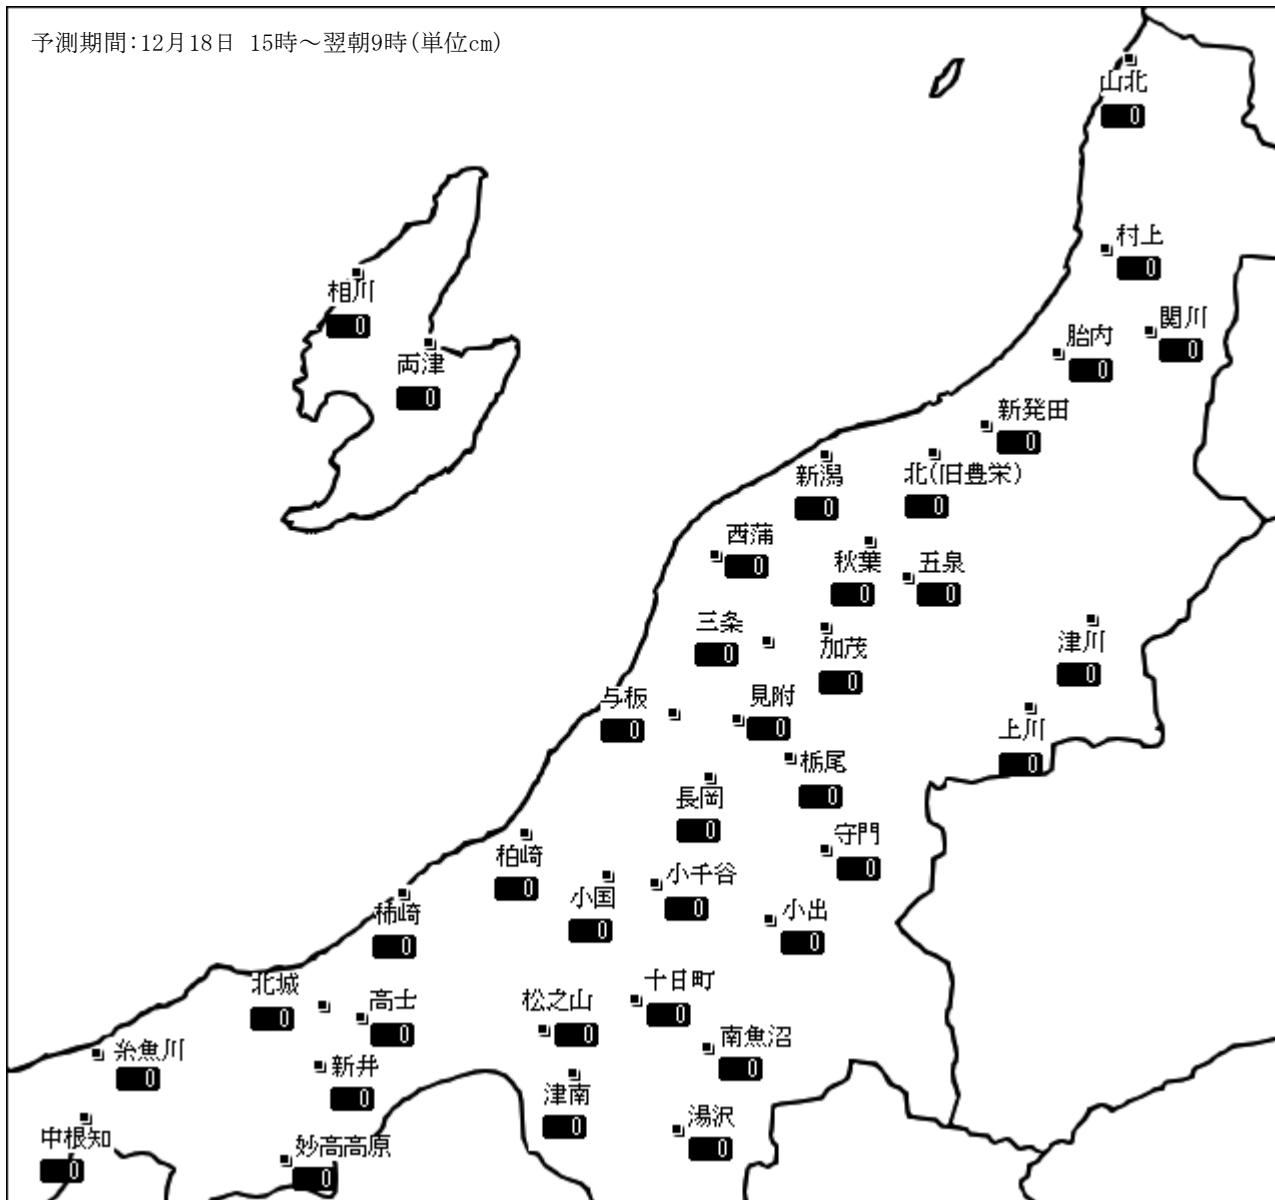 予測期間:12月18日 15時～翌朝9時(単位cm)
山北
0
村上
0
相川
0
両津
0
関川
0
胎内
0
新発田
0
新潟
0
北(旧豊栄)
0
西蒲
0
秋葉
0
五泉
0
三条
0
加茂
0
津川
0
与板
0
見附
0
上川
0
栃尾
0
長岡
0
守門
0
柏崎
0
小国
0
小千谷
0
小出
0
柿崎
0
北城
0
高士
0
松之山
0
十日町
0
南魚沼
0
糸魚川
0
新井
0
津南
0
湯沢
0
中根知
0
妙高高原
0